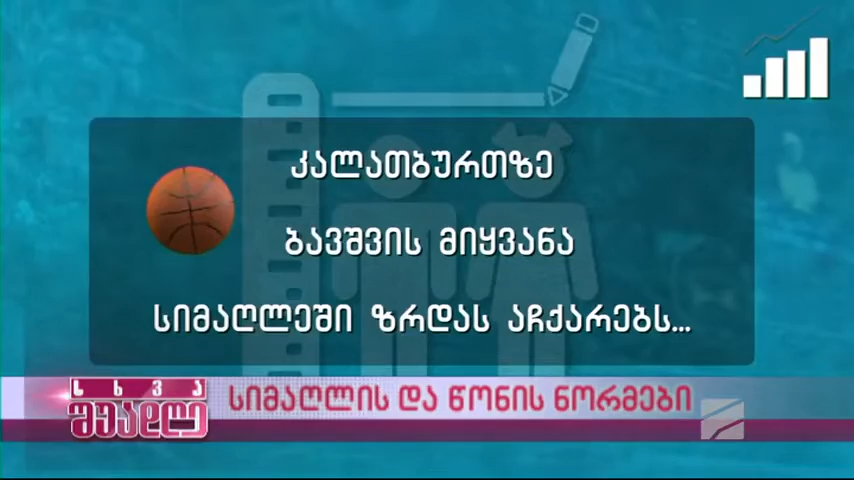 კალათბურთზე
ბავშვის მიყვანა
სიმაღლეში ზრდას აჩქარებს...
სხვა
შუადღე
სიმაღლის და წონის ნორმები